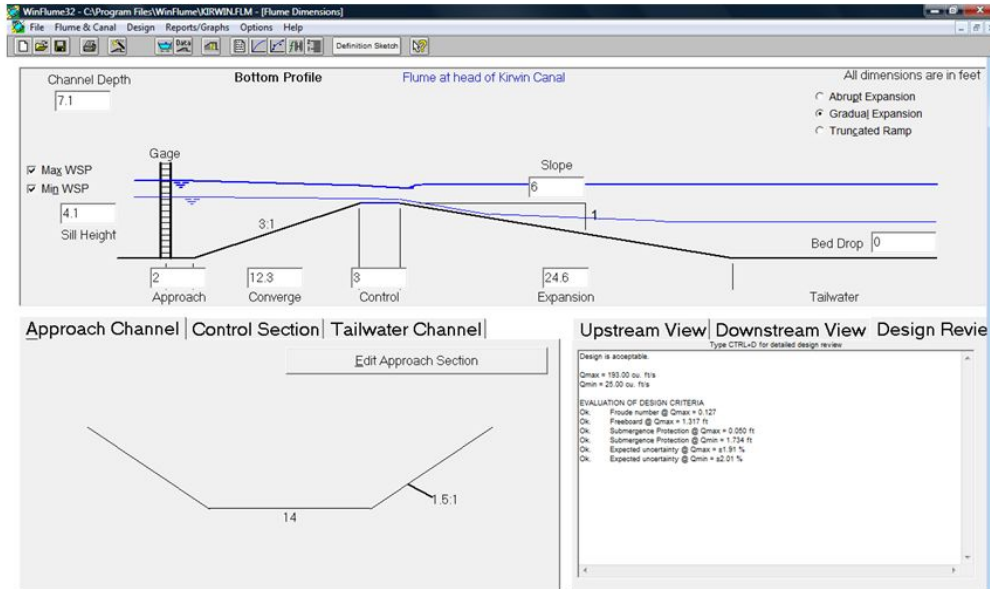 WinFlume32 - C:\Program Files\WinFlume\KIRWIN.FLM - [Flume Dimensions]
File Flume & Canal Design Reports/Graphs Options Help
Data
Definition Sketch
Channel Depth
7.1
Bottom Profile
Flume at head of Kirwin Canal
All dimensions are in feet
Abrupt Expansion
Gradual Expansion
Truncated Ramp
Gage
Max WSP
Min WSP
4.1
Sill Height
3:1
Slope
6
1
Bed Drop 0
2 12.3 3 24.6
Approach Converge Control Expansion Tailwater
Approach Channel Control Section Tailwater Channel
Edit Approach Section
1.5:1
14
Upstream View Downstream View Design Revie
Type CTRL+D for detailed design review
Design is acceptable.
Qmax = 193.00 cu. ft/s
Qmin = 25.00 cu. ft/s
EVALUATION OF DESIGN CRITERIA
Ok. Froude number @ Qmax = 0.127
Ok. Freeboard @ Qmax = 1.317 ft
Ok. Submergence Protection @ Qmax = 0.050 ft
Ok. Submergence Protection @ Qmin = 1.734 ft
Ok. Expected uncertainty @ Qmax = ±1.91 %
Ok. Expected uncertainty @ Qmin = ±2.01 %